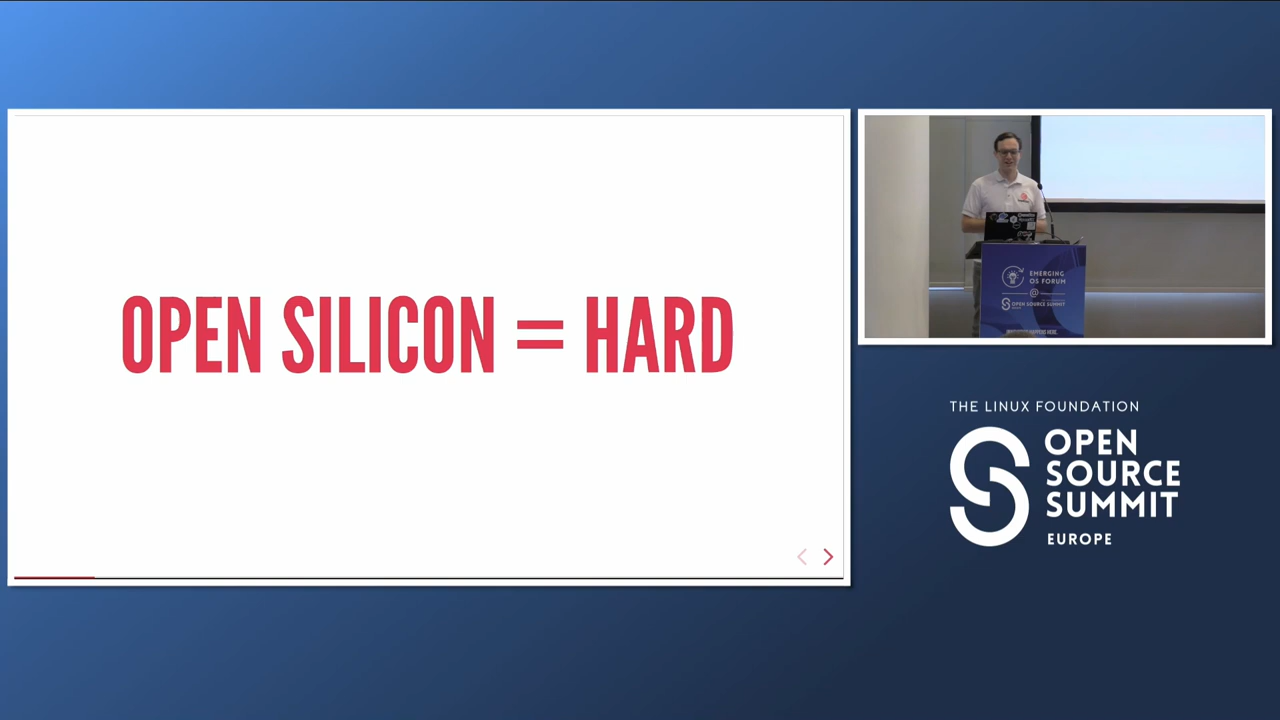 OPEN SILICON = HARD
EMERGING
OS FORUM
@
OPEN SOURCE SUMMIT
THE LINUX FOUNDATION
OPEN
SOURCE
SUMMIT
EUROPE